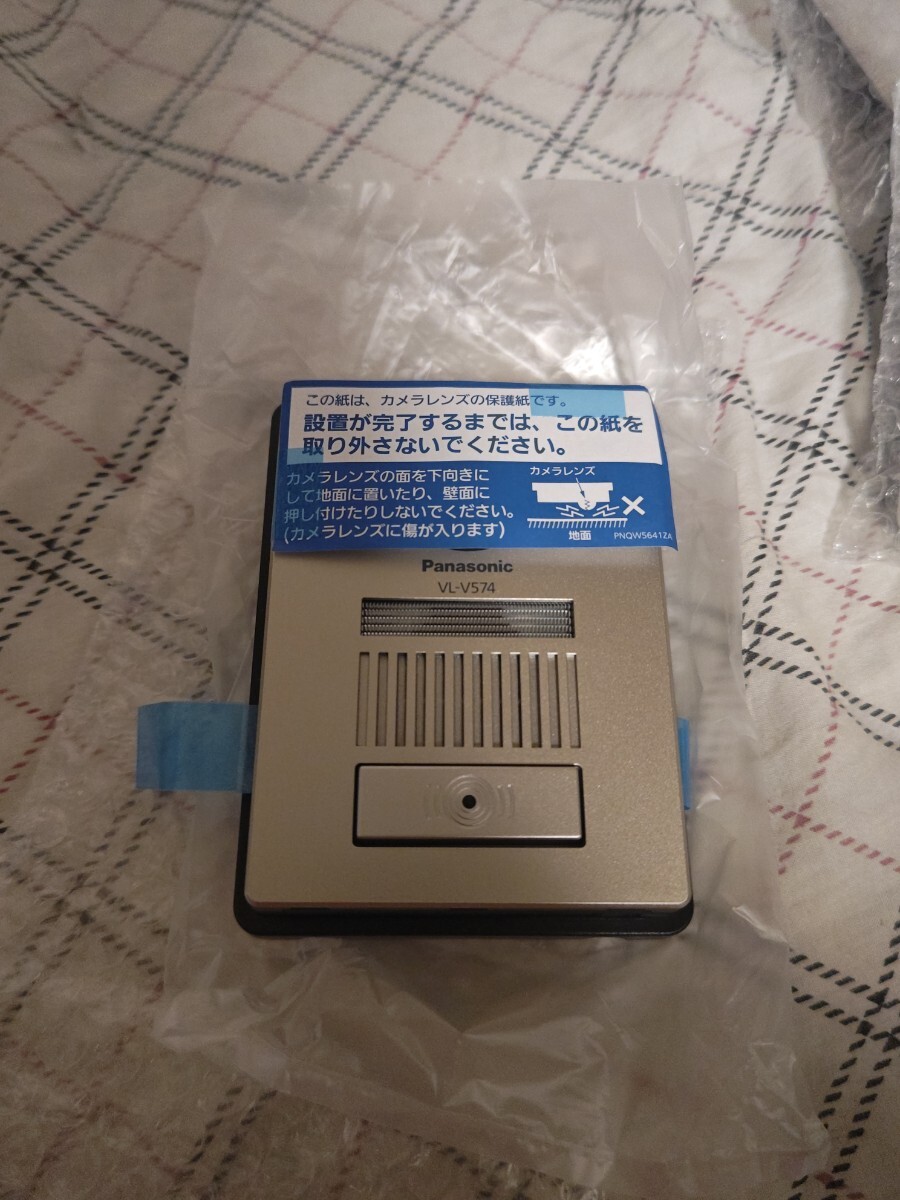 この紙は、カメラレンズの保護紙です。
設置が完了するまでは、この紙を
取り外さないでください。
カメラレンズの面を下向きに
して地面に置いたり、壁面に
押し付けたりしないでください。
(カメラレンズに傷が入ります)
カメラレンズ
地面
PNQW5641ZA
Panasonic
VL-V574